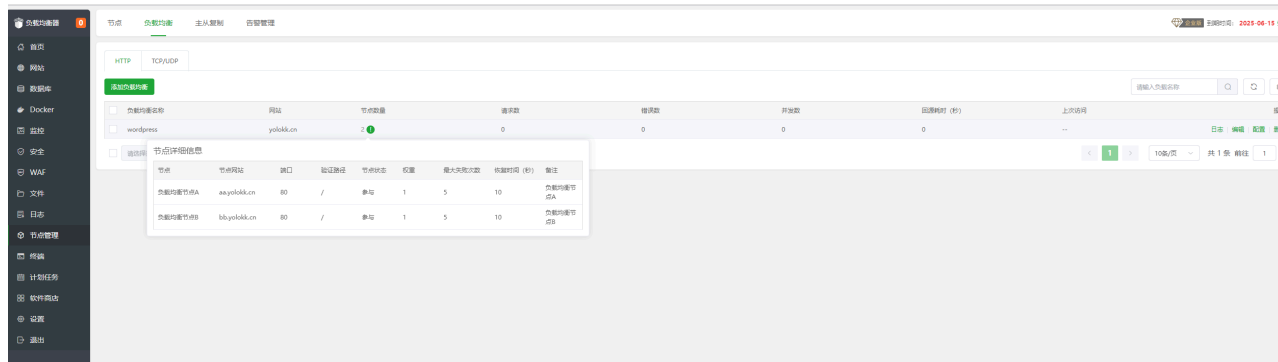 负载均衡器 0
节点 负载均衡 主从复制 告警管理
企业版 到期时间: 2025-06-15
首页
网站
数据库
Docker
监控
安全
WAF
文件
日志
节点管理
终端
计划任务
软件商店
设置
退出
HTTP TCP/UDP
添加负载均衡
请输入负载名称
负载均衡名称 网站 节点数量 请求数 错误数 并发数 回源耗时 (秒) 上次访问
wordpress yolokk.cn 2 0 0 0 0 -- 日志 编辑 配置
请选择
1 10条/页 共 1 条 前往 1
节点详细信息
节点 节点网站 端口 验证路径 节点状态 权重 最大失败次数 恢复时间 (秒) 备注
负载均衡节点A aa.yolokk.cn 80 / 参与 1 5 10 负载均衡节
点A
负载均衡节点B bb.yolokk.cn 80 / 参与 1 5 10 负载均衡节
点B